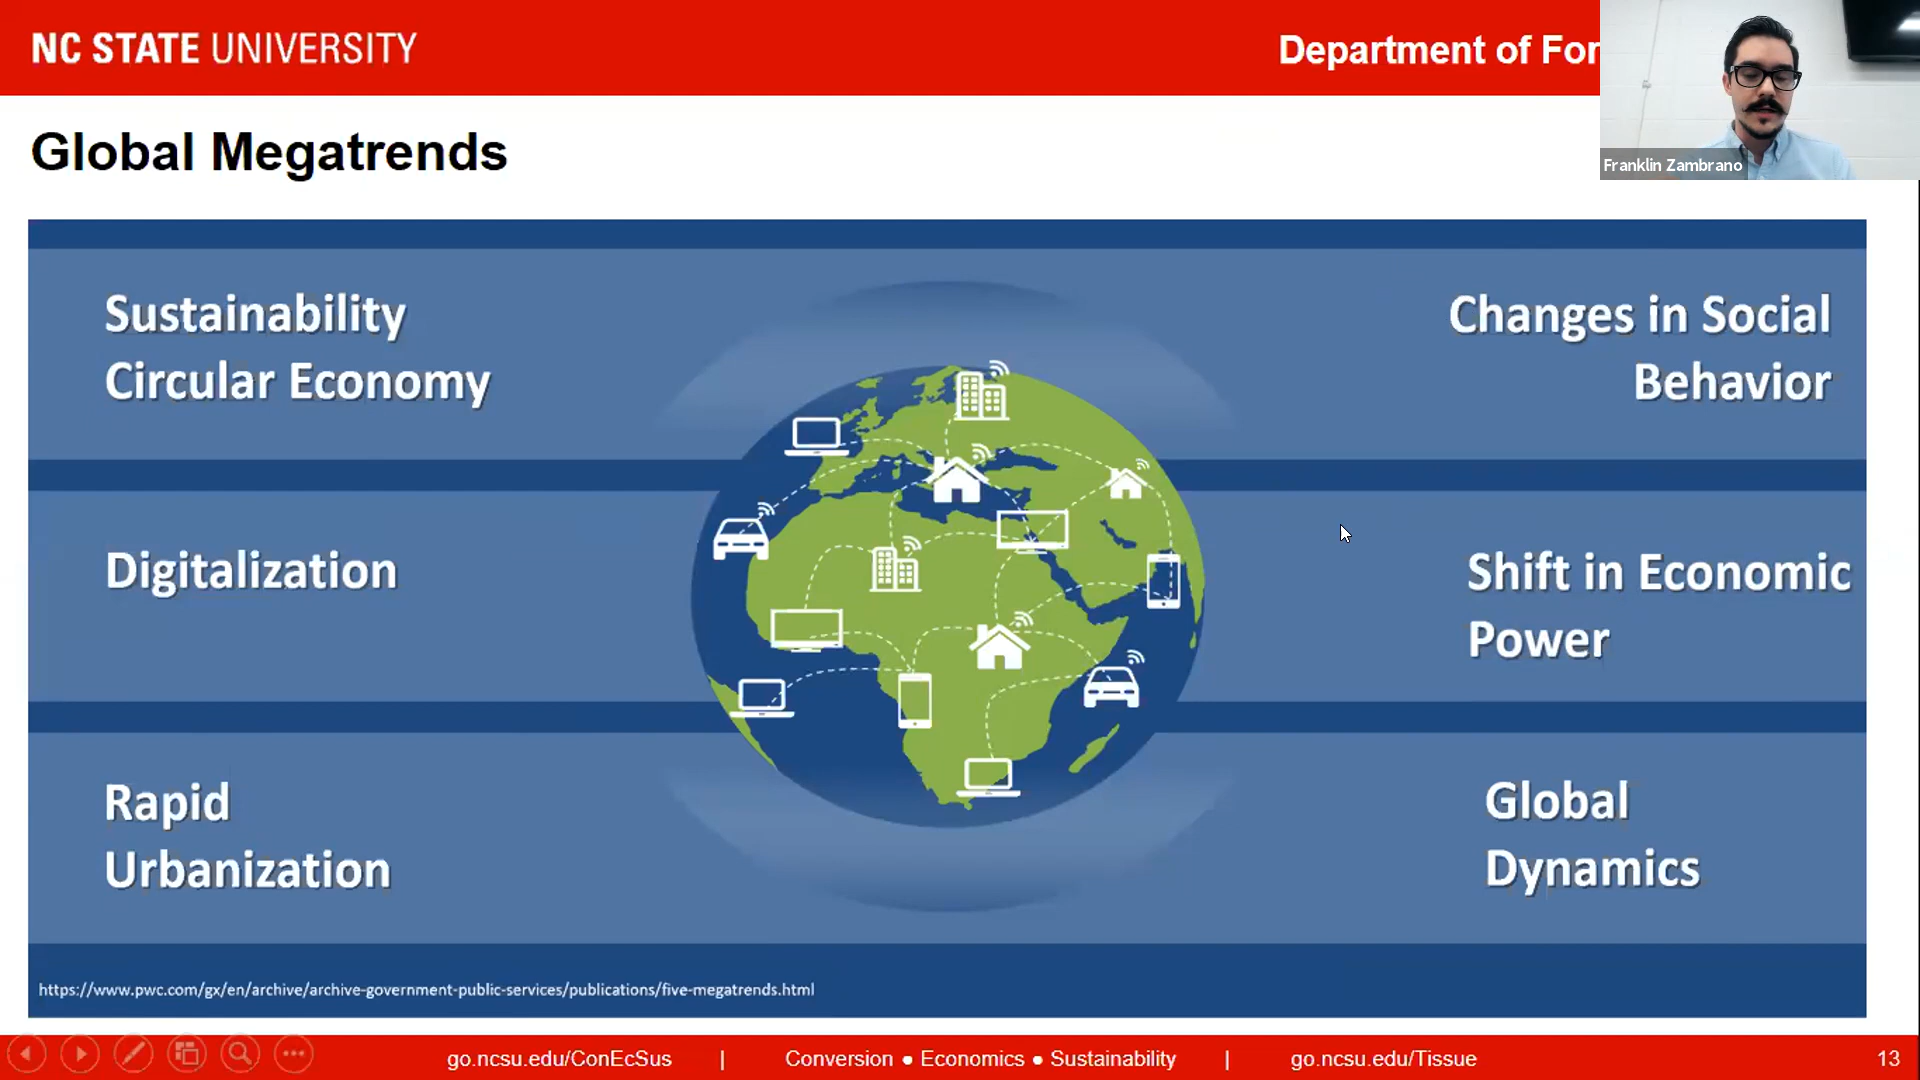 NC STATE UNIVERSITY
Department of For
Franklin Zambrano
Global Megatrends
Sustainability
Circular Economy
Changes in Social
Behavior
Digitalization
Shift in Economic
Power
Rapid
Urbanization
Global
Dynamics
https://www.pwc.com/gx/en/archive/archive-government-public-services/publications/five-megatrends.html
go.ncsu.edu/ConEcSus | Conversion ● Economics ● Sustainability | go.ncsu.edu/Tissue 13